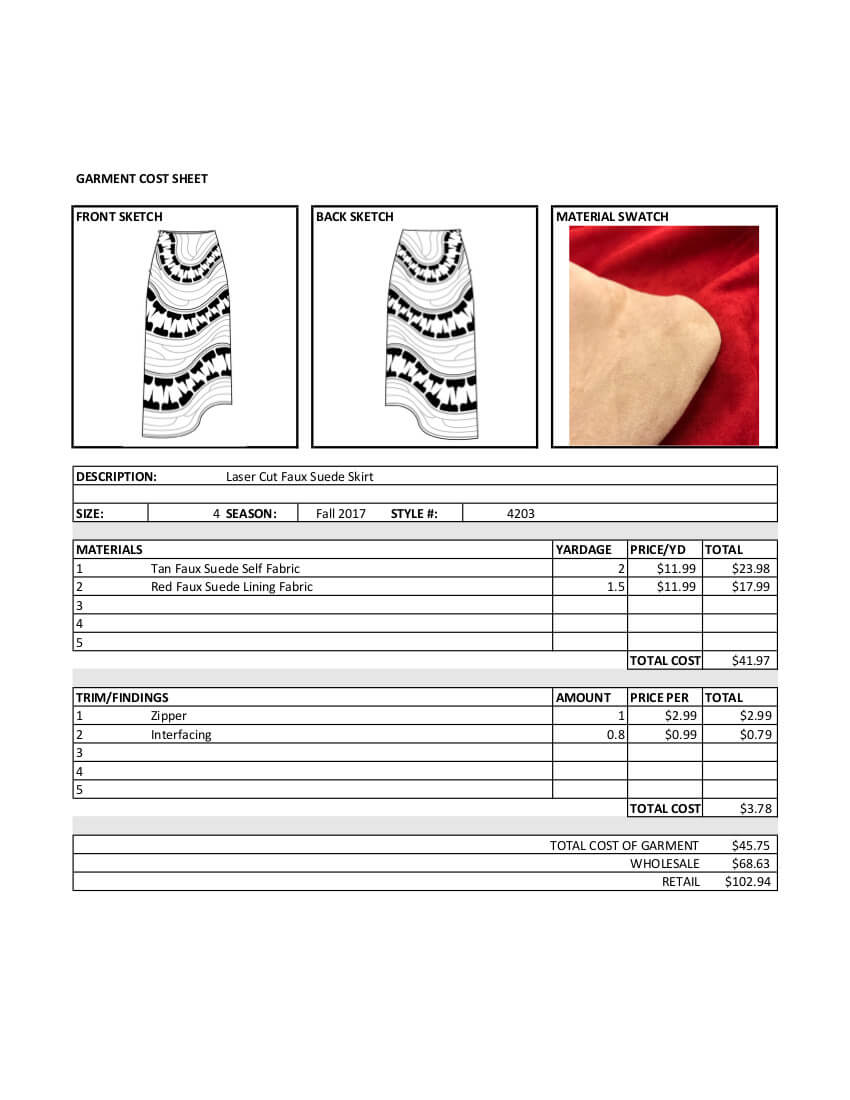 GARMENT COST SHEET
FRONT SKETCH BACK SKETCH MATERIAL SWATCH
DESCRIPTION: Laser Cut Faux Suede Skirt
SIZE: 4 SEASON: Fall 2017 STYLE #: 4203
MATERIALS YARDAGE PRICE/YD TOTAL
1 Tan Faux Suede Self Fabric 2 $11.99 $23.98
2 Red Faux Suede Lining Fabric 1.5 $11.99 $17.99
3
4
5
TOTAL COST $41.97
TRIM/FINDINGS AMOUNT PRICE PER TOTAL
1 Zipper 1 $2.99 $2.99
2 Interfacing 0.8 $0.99 $0.79
3
4
5
TOTAL COST $3.78
TOTAL COST OF GARMENT $45.75
WHOLESALE $68.63
RETAIL $102.94